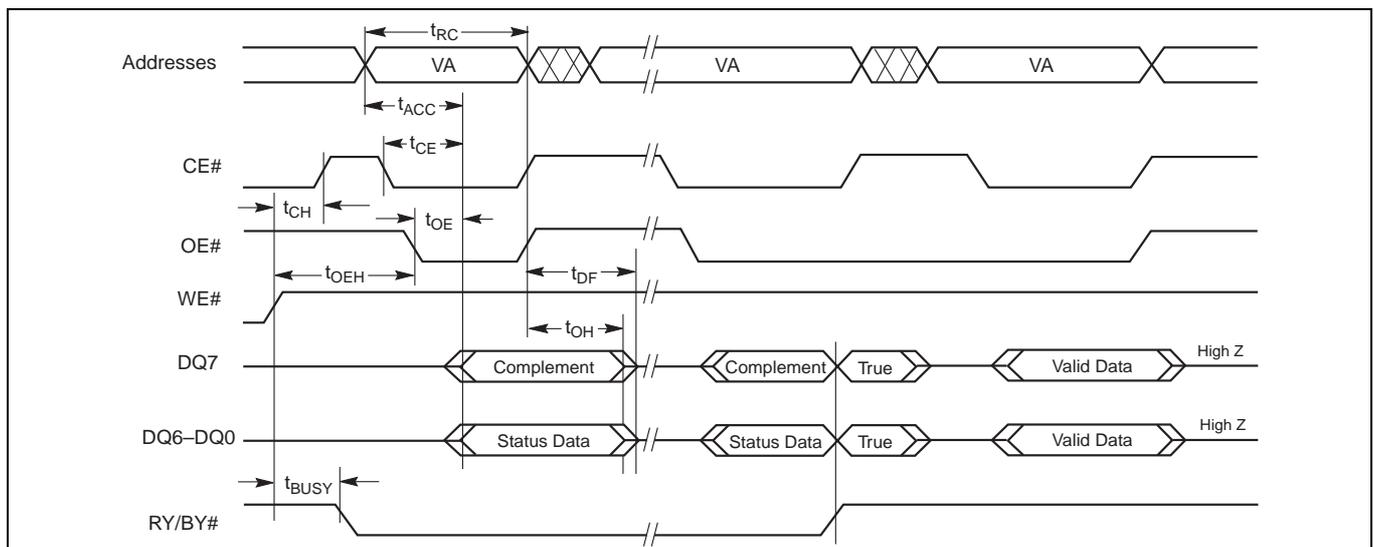 tRC
Addresses VA VA VA
tACC
tCE
CE#
tCH
tOE
OE#
tOEH tDF
WE#
tOH
DQ7 Complement Complement True Valid Data High Z
DQ6–DQ0 Status Data Status Data True Valid Data High Z
tBUSY
RY/BY#